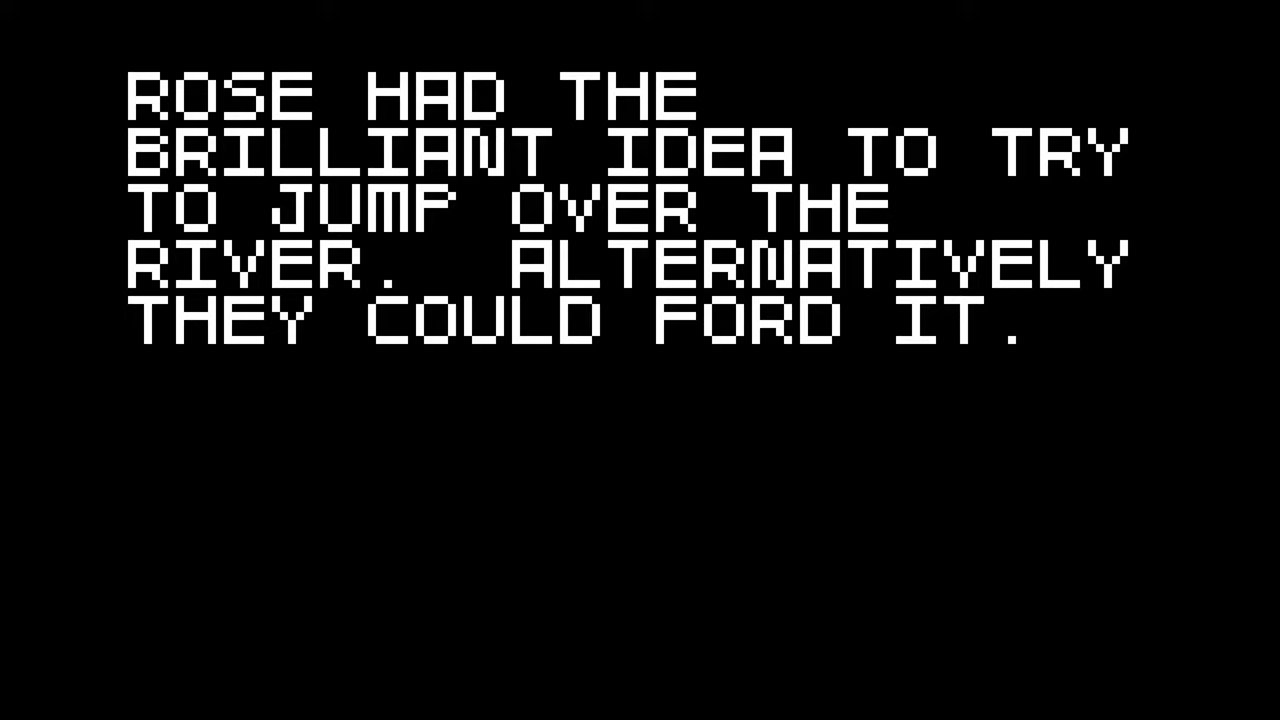 ROSE HAD THE
BRILLIANT IDEA TO TRY
TO JUMP OVER THE
RIVER.  ALTERNATIVELY
THEY COULD FORD IT.